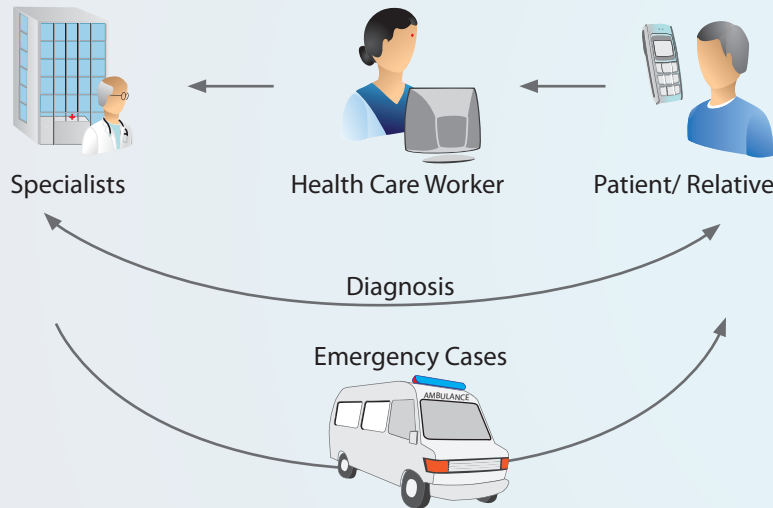 Specialists
Health Care Worker
Patient/ Relative
Diagnosis
Emergency Cases
AMBULANCE